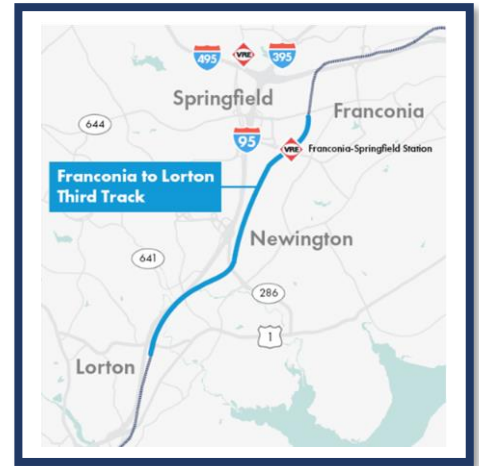 495
VRE
395
Springfield
Franconia
644
95
VRE
Franconia-Springfield Station
Franconia to Lorton
Third Track
Newington
641
286
1
Lorton